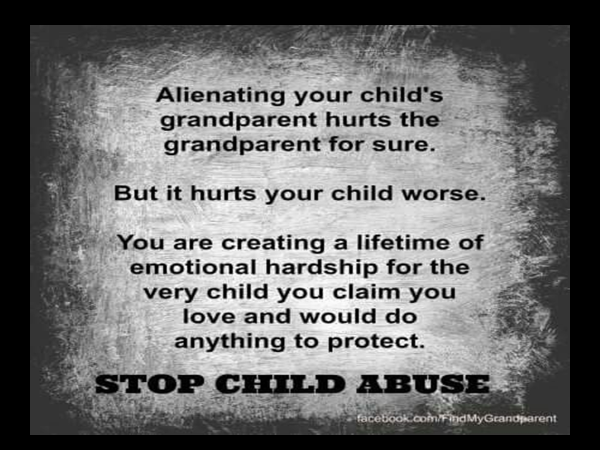 Alienating your child's
grandparent hurts the
grandparent for sure.
But it hurts your child worse.
You are creating a lifetime of
emotional hardship for the
very child you claim you
love and would do
anything to protect.
STOP CHILD ABUSE
facebook.com/FindMyGrandparent